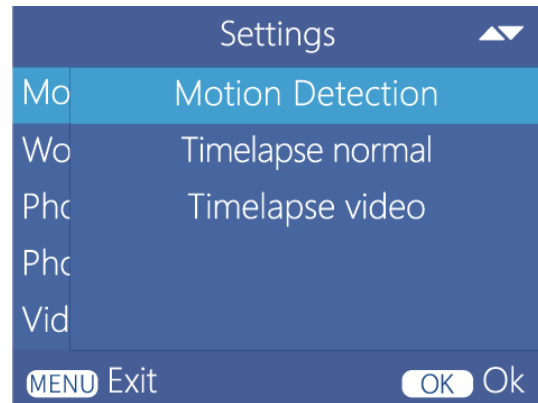 Settings
Mo Motion Detection
Wo Timelapse normal
Pho Timelapse video
Pho
Vid
MENU Exit OK Ok